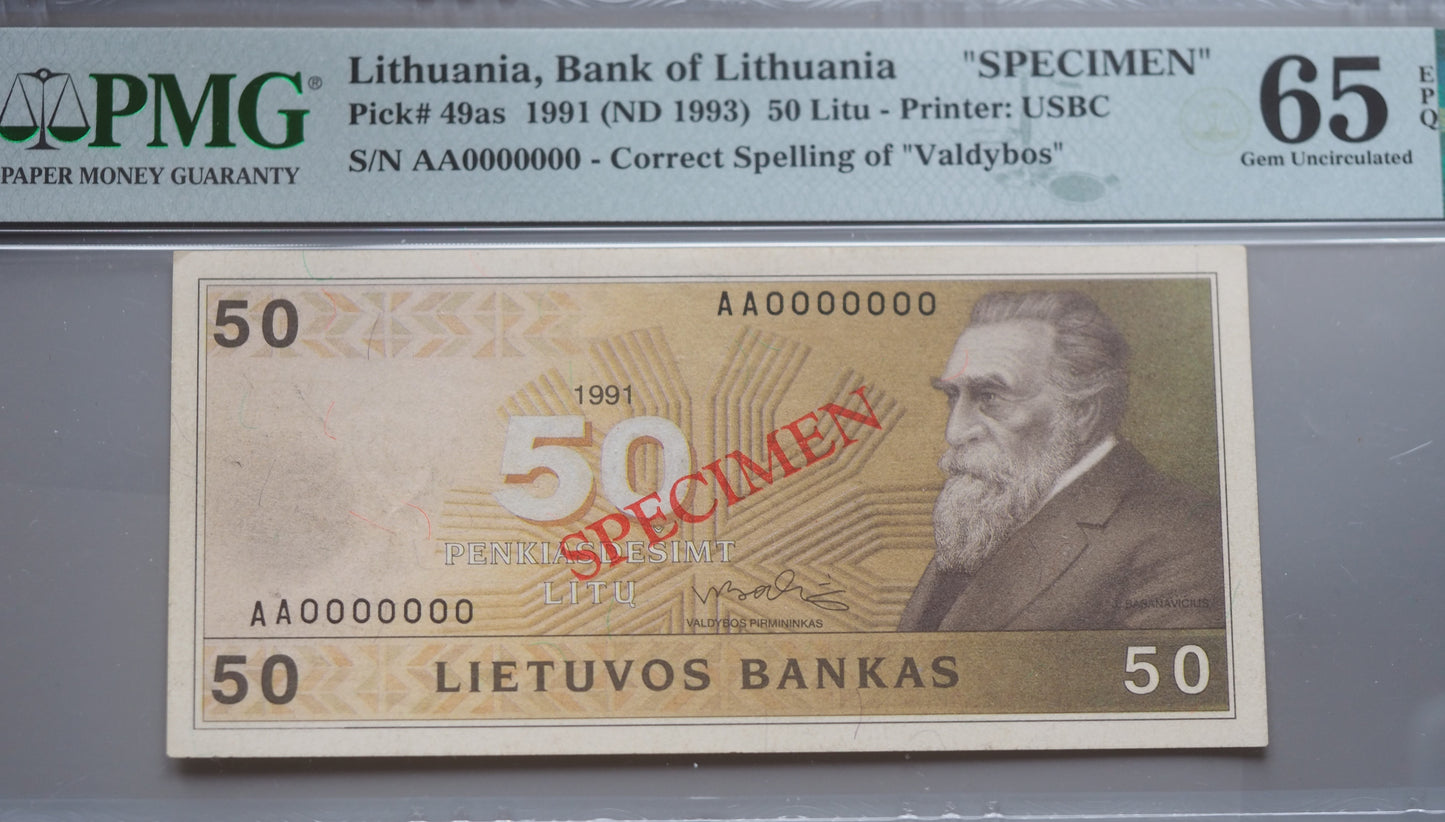 PMG®
PAPER MONEY GUARANTY
Lithuania, Bank of Lithuania "SPECIMEN"
Pick# 49as 1991 (ND 1993) 50 Litu - Printer: USBC
S/N AA0000000 - Correct Spelling of "Valdybos"
65
EPQ
Gem Uncirculated
50
AA0000000
1991
50
SPECIMEN
PENKIASDEŠIMT
LITŲ
VALDYBOS PIRMININKAS
J. BASANAVIČIUS
AA0000000
50
LIETUVOS BANKAS
50